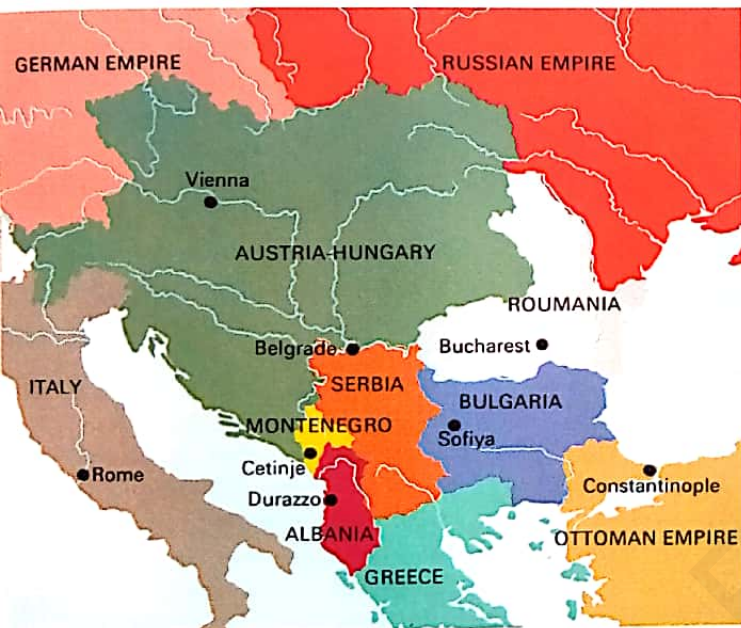 GERMAN EMPIRE
RUSSIAN EMPIRE
Vienna
AUSTRIA-HUNGARY
ROUMANIA
Belgrade
Bucharest
ITALY
SERBIA
BULGARIA
MONTENEGRO
Sofiya
Cetinje
Rome
Constantinople
Durazzo
ALBANIA
OTTOMAN EMPIRE
GREECE